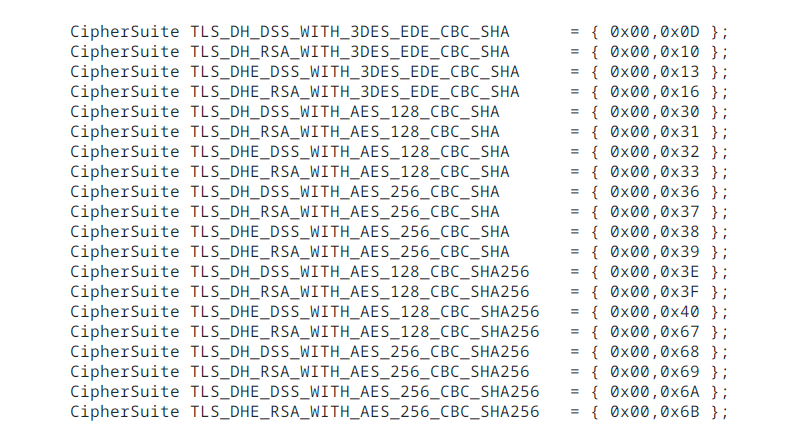 CipherSuite TLS_DH_DSS_WITH_3DES_EDE_CBC_SHA      = { 0x00,0x0D };
CipherSuite TLS_DH_RSA_WITH_3DES_EDE_CBC_SHA      = { 0x00,0x10 };
CipherSuite TLS_DHE_DSS_WITH_3DES_EDE_CBC_SHA     = { 0x00,0x13 };
CipherSuite TLS_DHE_RSA_WITH_3DES_EDE_CBC_SHA     = { 0x00,0x16 };
CipherSuite TLS_DH_DSS_WITH_AES_128_CBC_SHA       = { 0x00,0x30 };
CipherSuite TLS_DH_RSA_WITH_AES_128_CBC_SHA       = { 0x00,0x31 };
CipherSuite TLS_DHE_DSS_WITH_AES_128_CBC_SHA      = { 0x00,0x32 };
CipherSuite TLS_DHE_RSA_WITH_AES_128_CBC_SHA      = { 0x00,0x33 };
CipherSuite TLS_DH_DSS_WITH_AES_256_CBC_SHA       = { 0x00,0x36 };
CipherSuite TLS_DH_RSA_WITH_AES_256_CBC_SHA       = { 0x00,0x37 };
CipherSuite TLS_DHE_DSS_WITH_AES_256_CBC_SHA      = { 0x00,0x38 };
CipherSuite TLS_DHE_RSA_WITH_AES_256_CBC_SHA      = { 0x00,0x39 };
CipherSuite TLS_DH_DSS_WITH_AES_128_CBC_SHA256    = { 0x00,0x3E };
CipherSuite TLS_DH_RSA_WITH_AES_128_CBC_SHA256    = { 0x00,0x3F };
CipherSuite TLS_DHE_DSS_WITH_AES_128_CBC_SHA256   = { 0x00,0x40 };
CipherSuite TLS_DHE_RSA_WITH_AES_128_CBC_SHA256   = { 0x00,0x67 };
CipherSuite TLS_DH_DSS_WITH_AES_256_CBC_SHA256    = { 0x00,0x68 };
CipherSuite TLS_DH_RSA_WITH_AES_256_CBC_SHA256    = { 0x00,0x69 };
CipherSuite TLS_DHE_DSS_WITH_AES_256_CBC_SHA256   = { 0x00,0x6A };
CipherSuite TLS_DHE_RSA_WITH_AES_256_CBC_SHA256   = { 0x00,0x6B };